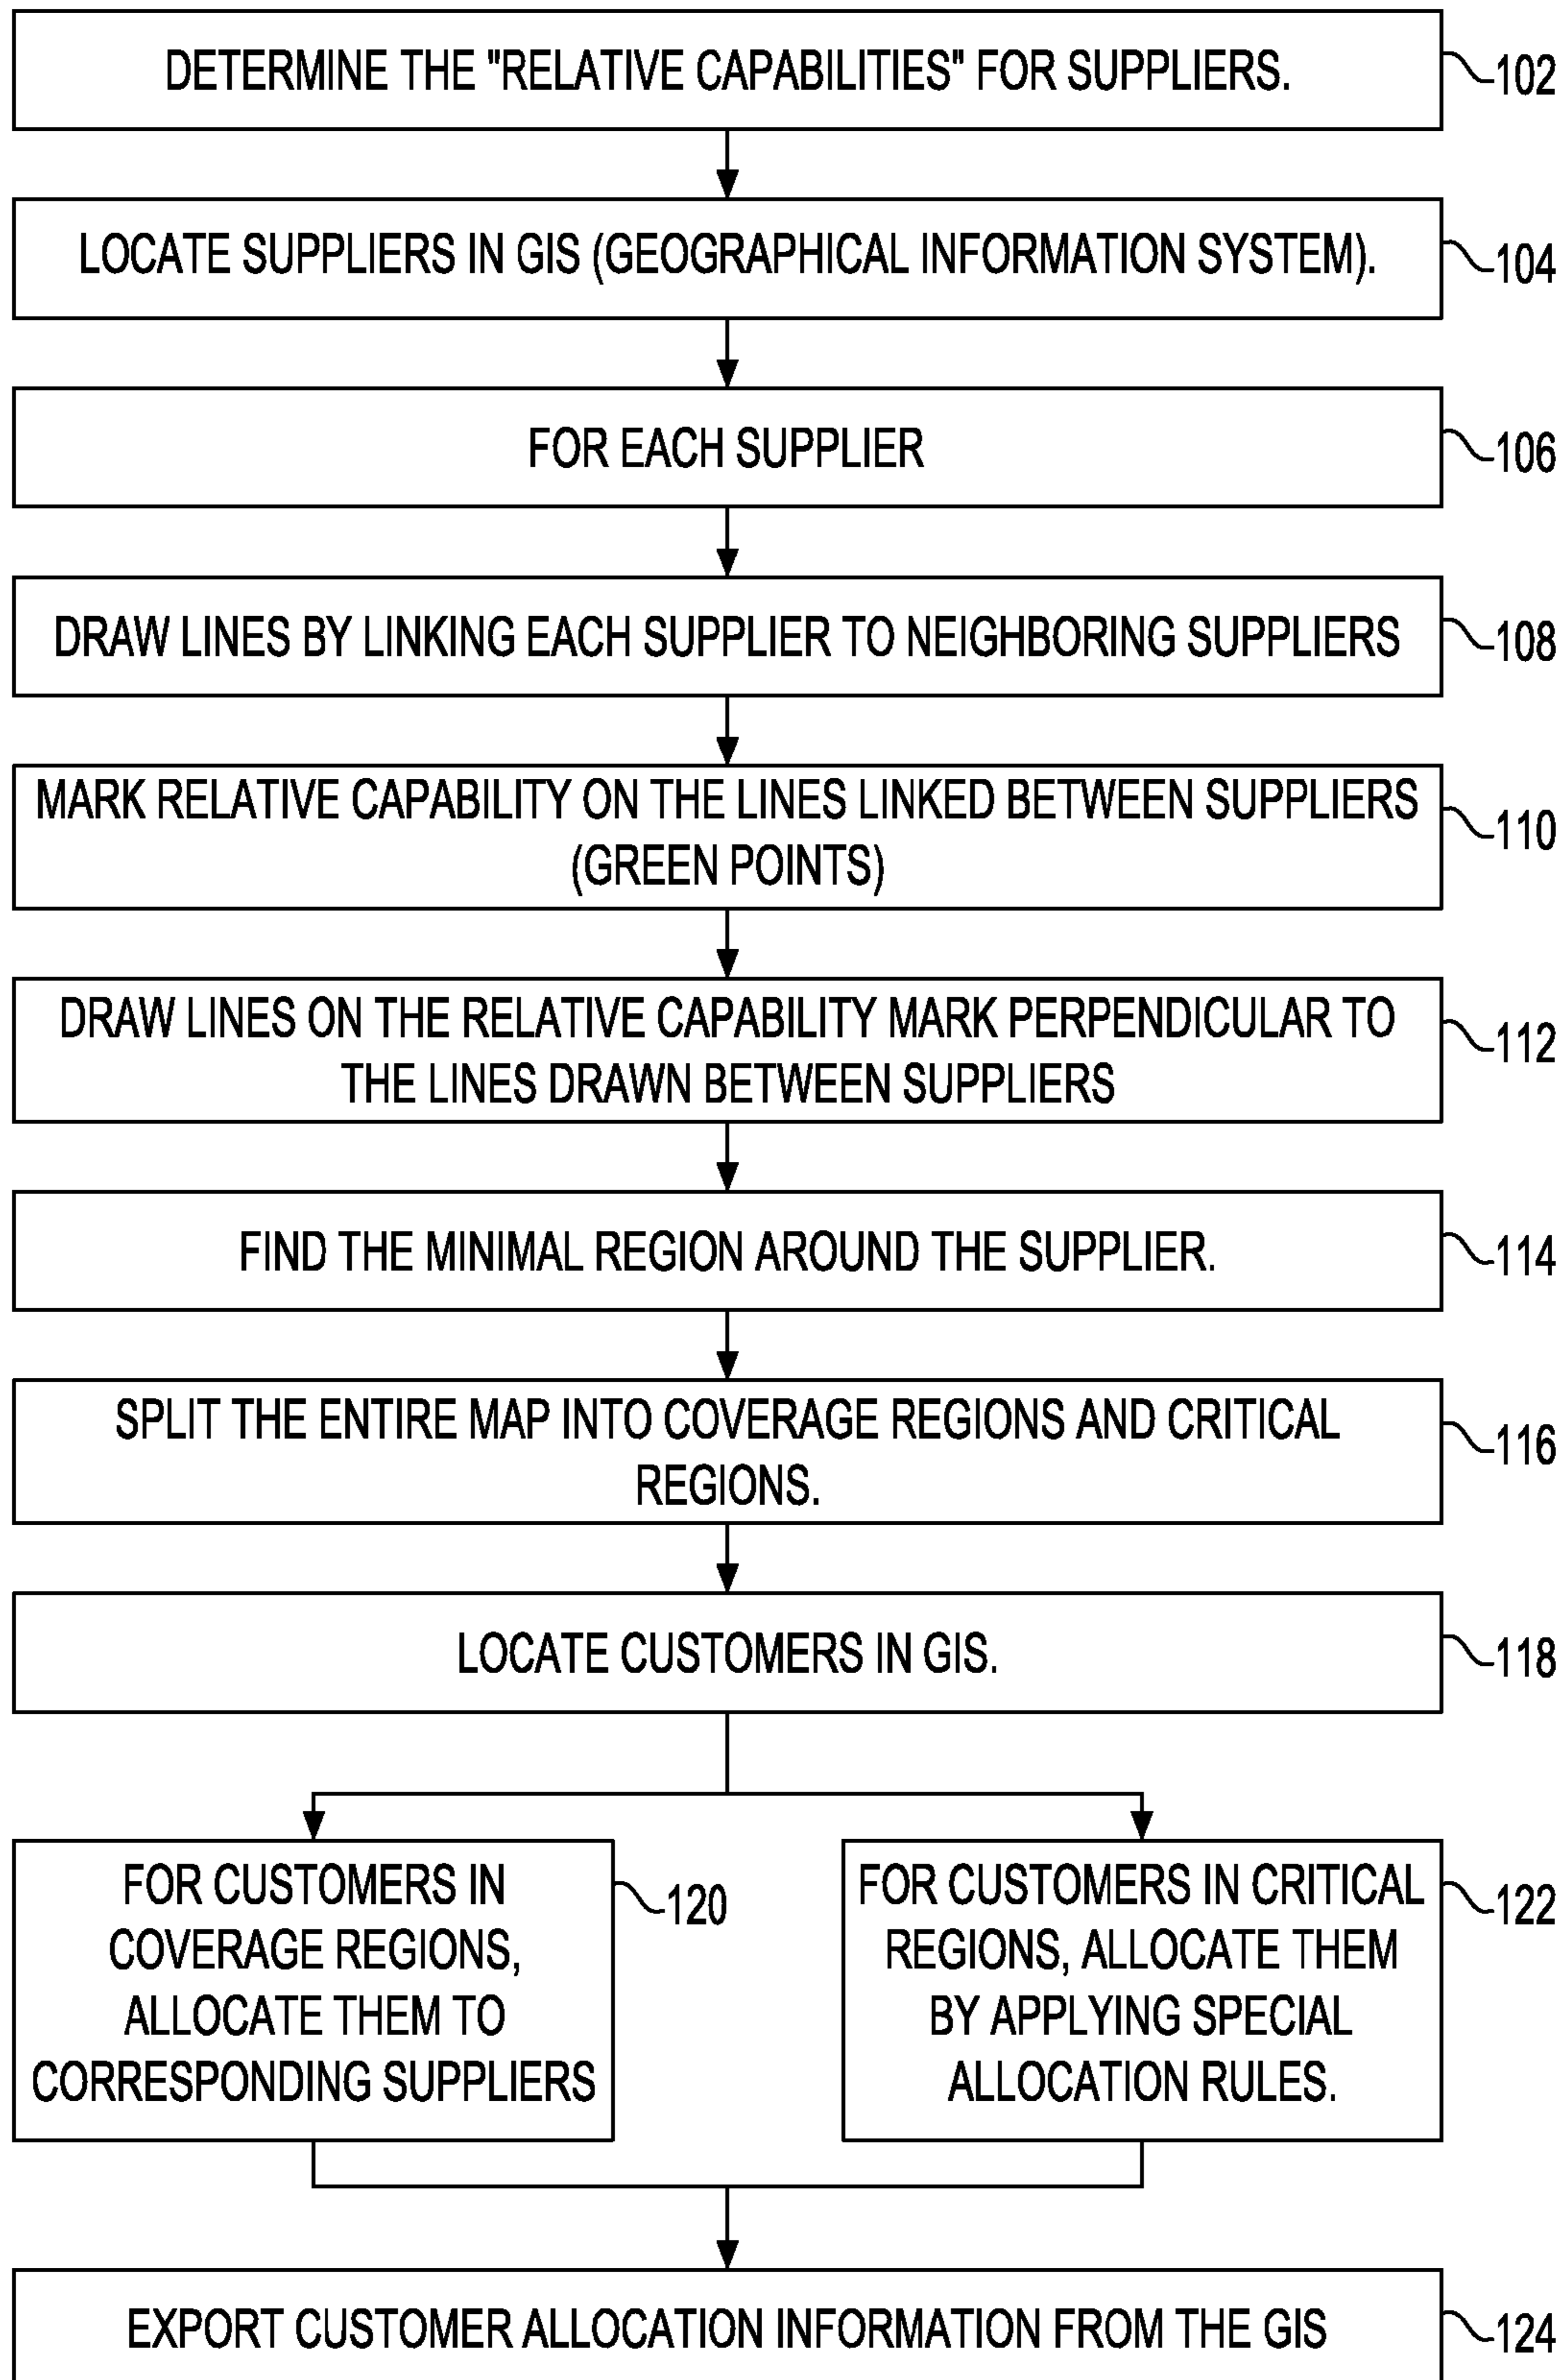 DETERMINE THE "RELATIVE CAPABILITIES" FOR SUPPLIERS.
102
LOCATE SUPPLIERS IN GIS (GEOGRAPHICAL INFORMATION SYSTEM).
104
FOR EACH SUPPLIER
106
DRAW LINES BY LINKING EACH SUPPLIER TO NEIGHBORING SUPPLIERS
108
MARK RELATIVE CAPABILITY ON THE LINES LINKED BETWEEN SUPPLIERS
(GREEN POINTS)
110
DRAW LINES ON THE RELATIVE CAPABILITY MARK PERPENDICULAR TO
THE LINES DRAWN BETWEEN SUPPLIERS
112
FIND THE MINIMAL REGION AROUND THE SUPPLIER.
114
SPLIT THE ENTIRE MAP INTO COVERAGE REGIONS AND CRITICAL
REGIONS.
116
LOCATE CUSTOMERS IN GIS.
118
FOR CUSTOMERS IN
COVERAGE REGIONS,
ALLOCATE THEM TO
CORRESPONDING SUPPLIERS
120
FOR CUSTOMERS IN CRITICAL
REGIONS, ALLOCATE THEM
BY APPLYING SPECIAL
ALLOCATION RULES.
122
EXPORT CUSTOMER ALLOCATION INFORMATION FROM THE GIS
124